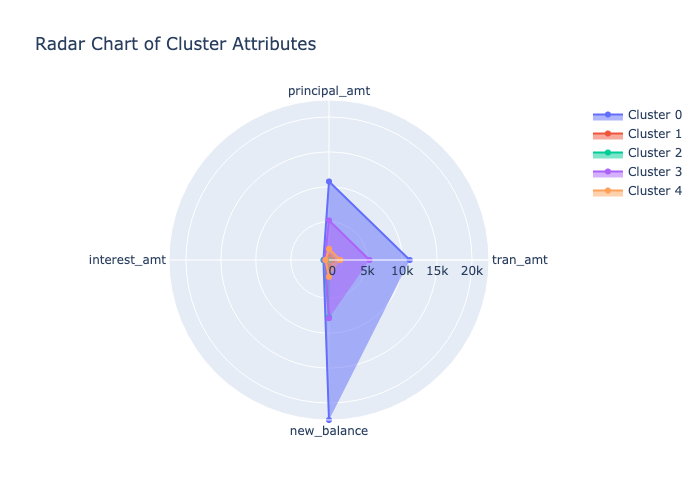 Radar Chart of Cluster Attributes
principal_amt
Cluster 0
Cluster 1
Cluster 2
Cluster 3
Cluster 4
interest_amt
tran_amt
0 5k 10k 15k 20k
new_balance